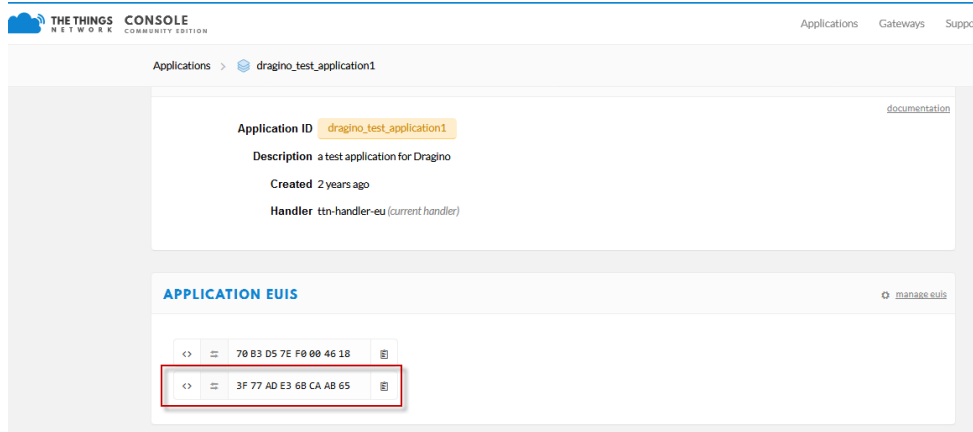 THE THINGS NETWORK CONSOLE COMMUNITY EDITION
Applications Gateways Suppo
Applications > dragino_test_application1
documentation
Application ID dragino_test_application1
Description a test application for Dragino
Created 2 years ago
Handler ttn-handler-eu (current handler)
APPLICATION EUIS
manage euis
<> 70 B3 D5 7E F0 00 46 18
<> 3F 77 AD E3 6B CA AB 65